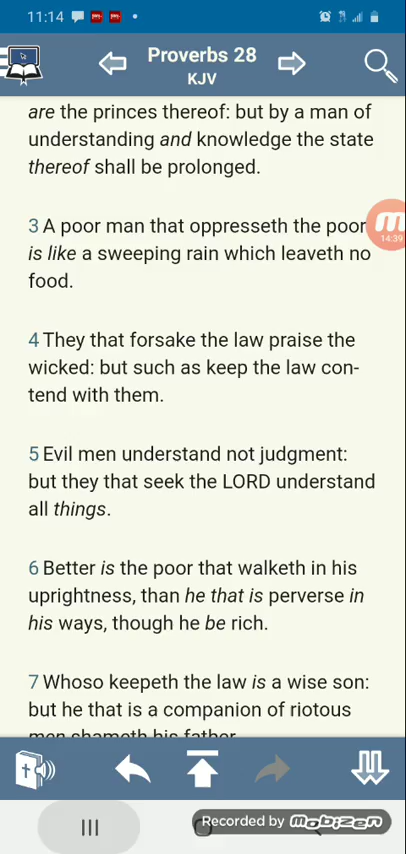 11:14
Proverbs 28
KJV
are the princes thereof: but by a man of
understanding and knowledge the state
thereof shall be prolonged.
3 A poor man that oppresseth the poor
is like a sweeping rain which leaveth no
food.
14:39
4 They that forsake the law praise the
wicked: but such as keep the law con-
tend with them.
5 Evil men understand not judgment:
but they that seek the LORD understand
all things.
6 Better is the poor that walketh in his
uprightness, than he that is perverse in
his ways, though he be rich.
7 Whoso keepeth the law is a wise son:
but he that is a companion of riotous
men shameth his father.
Recorded by mobizen